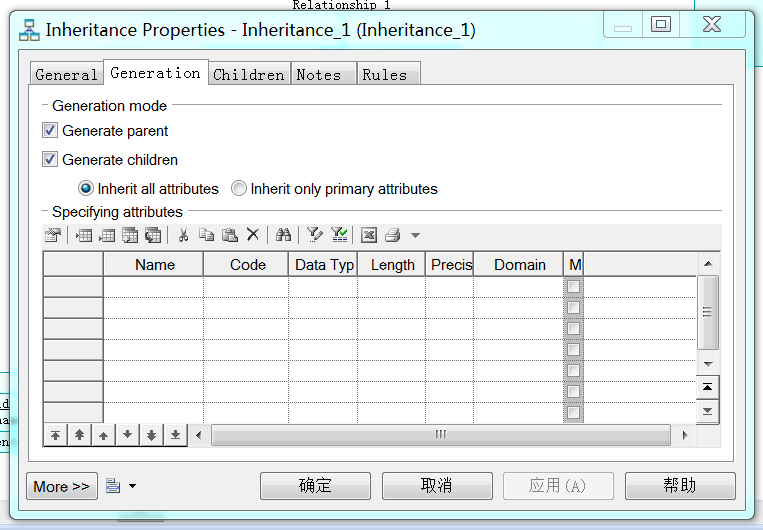 Relationship_1
Inheritance Properties - Inheritance_1 (Inheritance_1)
General Generation Children Notes Rules
Generation mode
Generate parent
Generate children
Inherit all attributes Inherit only primary attributes
Specifying attributes
Name Code Data Typ Length Precis Domain M
More >> 确定 取消 应用(A) 帮助